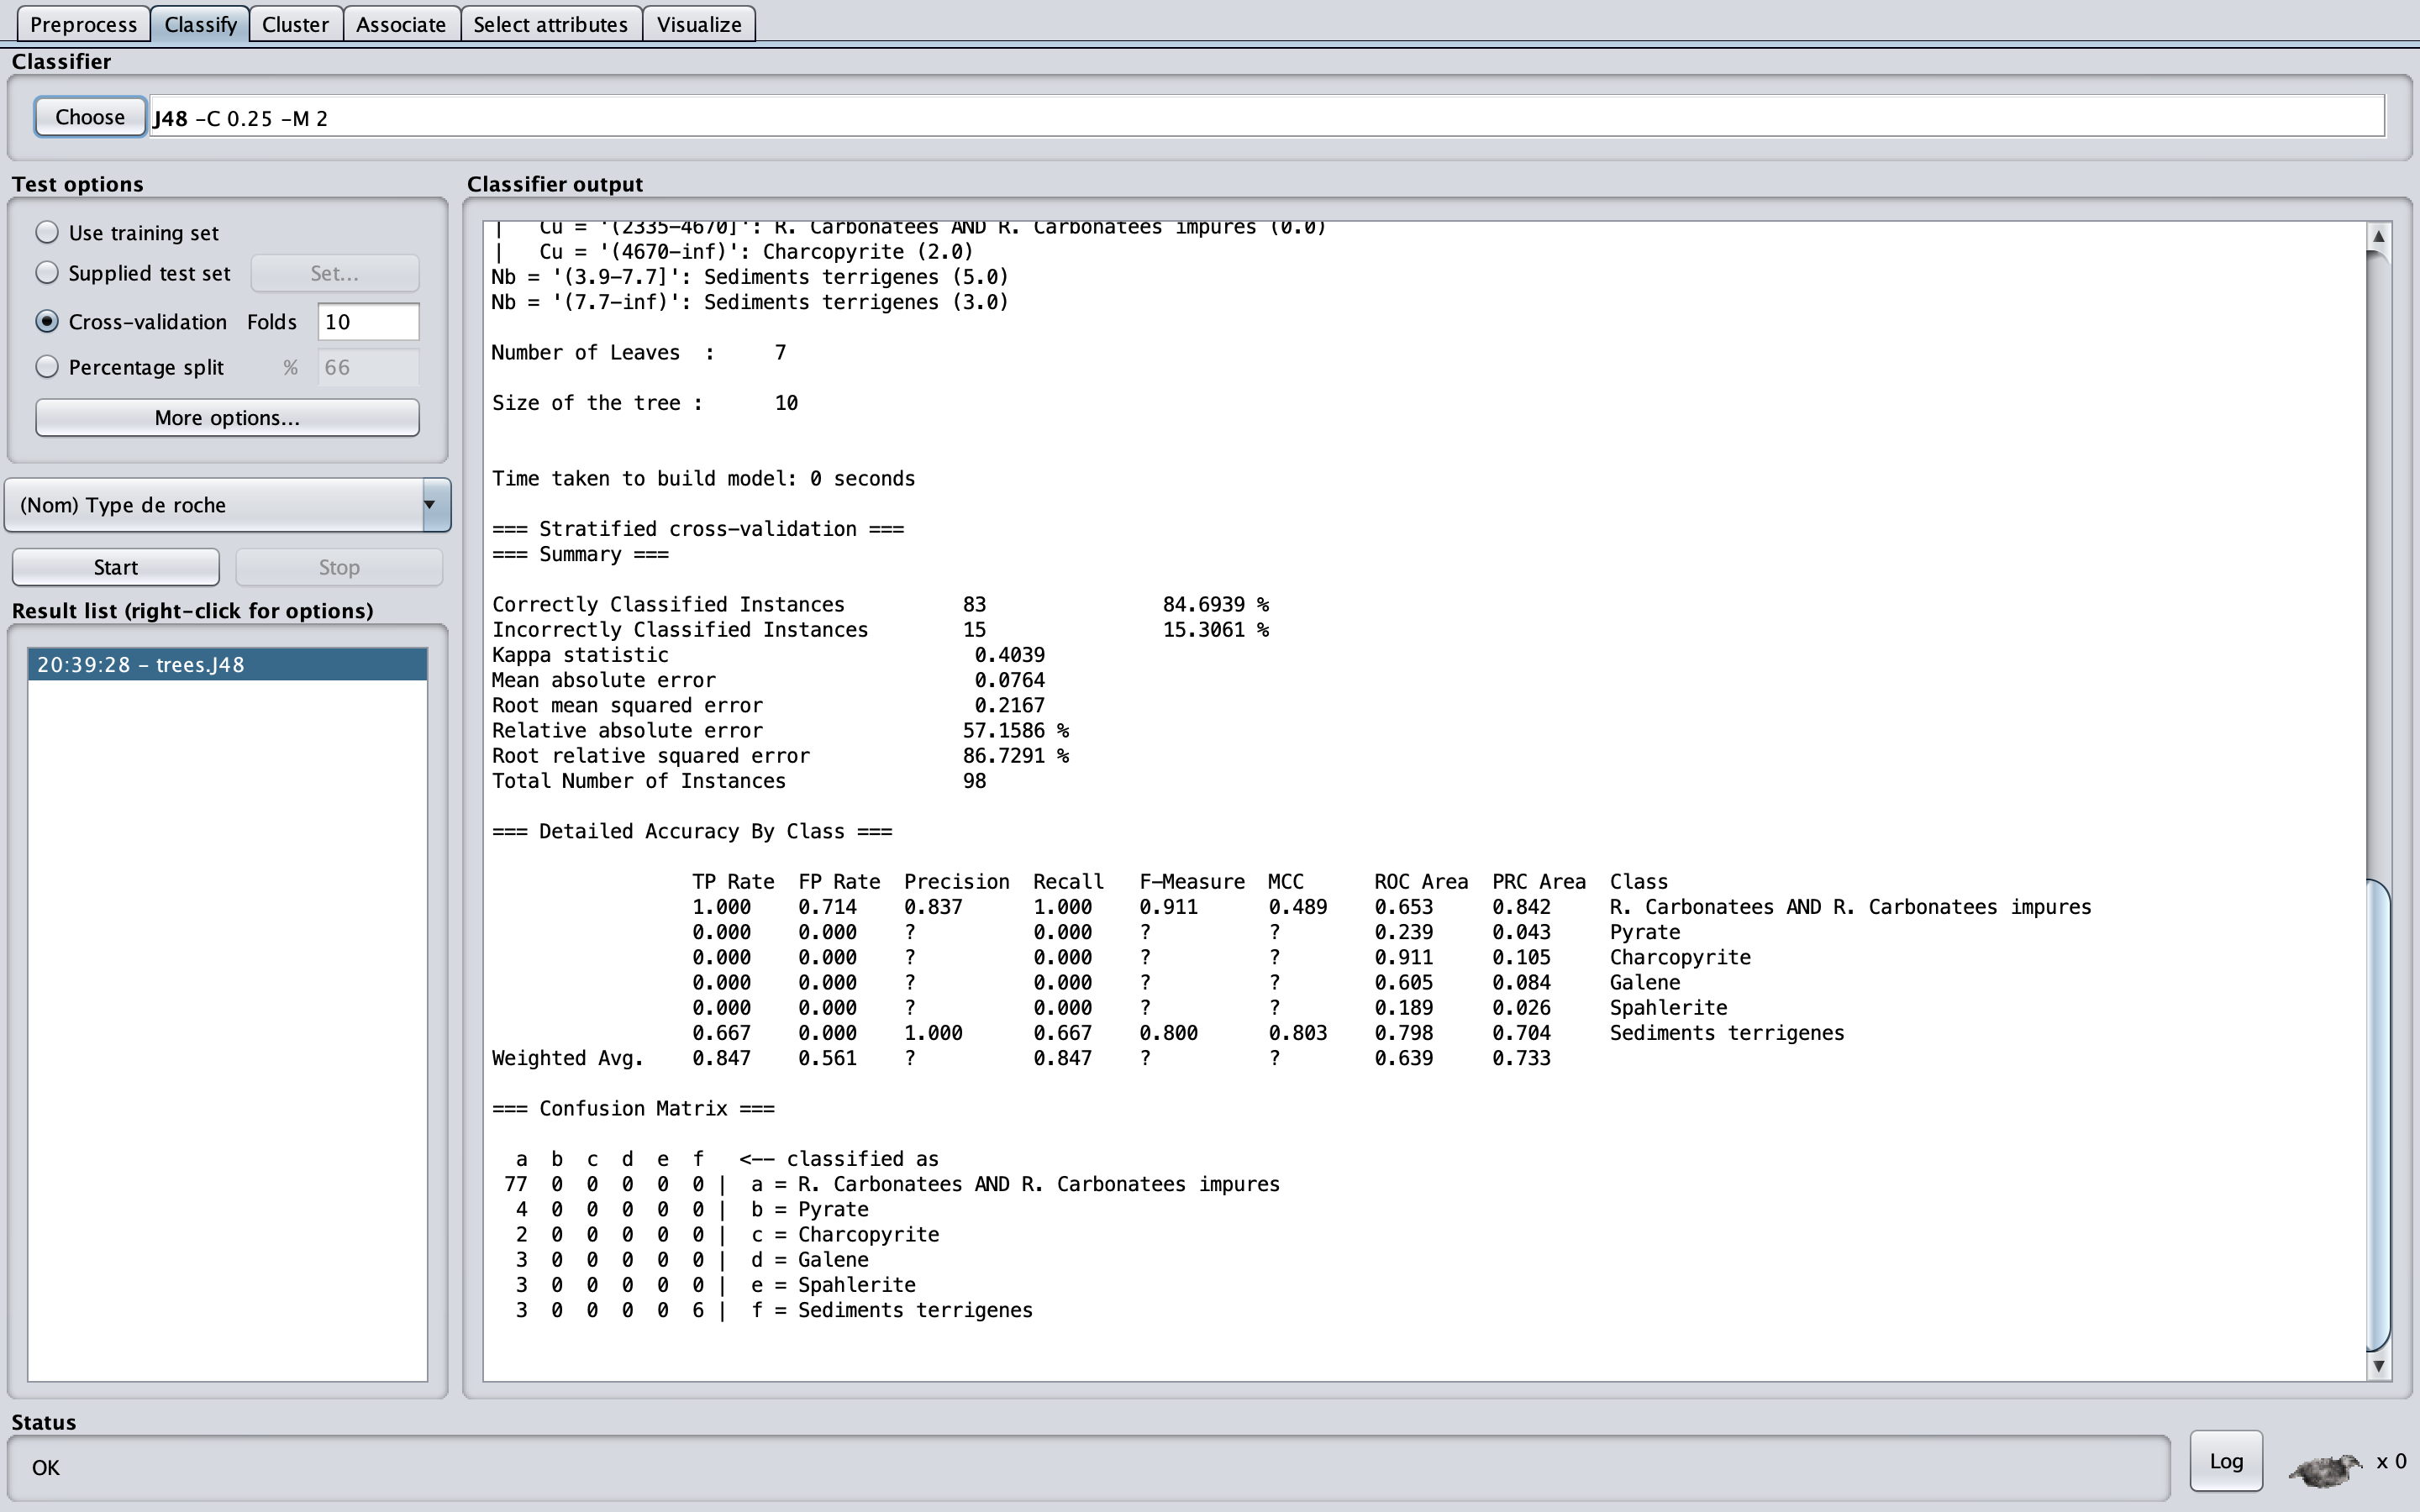 Preprocess Classify Cluster Associate Select attributes Visualize
Classifier
Choose J48 -C 0.25 -M 2
Test options
Use training set
Supplied test set Set...
Cross-validation Folds 10
Percentage split % 66
More options...
(Nom) Type de roche
Start Stop
Result list (right-click for options)
20:39:28 - trees.J48
Classifier output
|   Cu = '(2335-4670]': R. Carbonatees AND R. Carbonatees impures (0.0)
|   Cu = '(4670-inf)': Charcopyrite (2.0)
Nb = '(3.9-7.7]': Sediments terrigenes (5.0)
Nb = '(7.7-inf)': Sediments terrigenes (3.0)
Number of Leaves  : 7
Size of the tree : 10
Time taken to build model: 0 seconds
=== Stratified cross-validation ===
=== Summary ===
Correctly Classified Instances 83 84.6939 %
Incorrectly Classified Instances 15 15.3061 %
Kappa statistic 0.4039
Mean absolute error 0.0764
Root mean squared error 0.2167
Relative absolute error 57.1586 %
Root relative squared error 86.7291 %
Total Number of Instances 98
=== Detailed Accuracy By Class ===
TP Rate FP Rate Precision Recall F-Measure MCC ROC Area PRC Area Class
1.000 0.714 0.837 1.000 0.911 0.489 0.653 0.842 R. Carbonatees AND R. Carbonatees impures
0.000 0.000 ? 0.000 ? ? 0.239 0.043 Pyrate
0.000 0.000 ? 0.000 ? ? 0.911 0.105 Charcopyrite
0.000 0.000 ? 0.000 ? ? 0.605 0.084 Galene
0.000 0.000 ? 0.000 ? ? 0.189 0.026 Spahlerite
0.667 0.000 1.000 0.667 0.800 0.803 0.798 0.704 Sediments terrigenes
Weighted Avg. 0.847 0.561 ? 0.847 ? ? 0.639 0.733
=== Confusion Matrix ===
a b c d e f <-- classified as
77 0 0 0 0 0 | a = R. Carbonatees AND R. Carbonatees impures
4 0 0 0 0 0 | b = Pyrate
2 0 0 0 0 0 | c = Charcopyrite
3 0 0 0 0 0 | d = Galene
3 0 0 0 0 0 | e = Spahlerite
3 0 0 0 0 6 | f = Sediments terrigenes
Status
OK
Log x 0